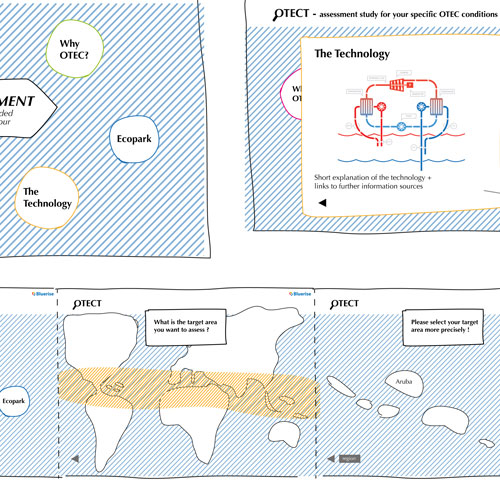 Why
OTEC?
MENT
ded
our
Ecopark
The
Technology
OTECT - assessment study for your specific OTEC conditions
The Technology
Short explanation of the technology +
links to further information sources
Bluerise
Ecopark
OTECT
Bluerise
What is the target area
you want to assess ?
OTECT
Please select your target
area more precisely !
Aruba